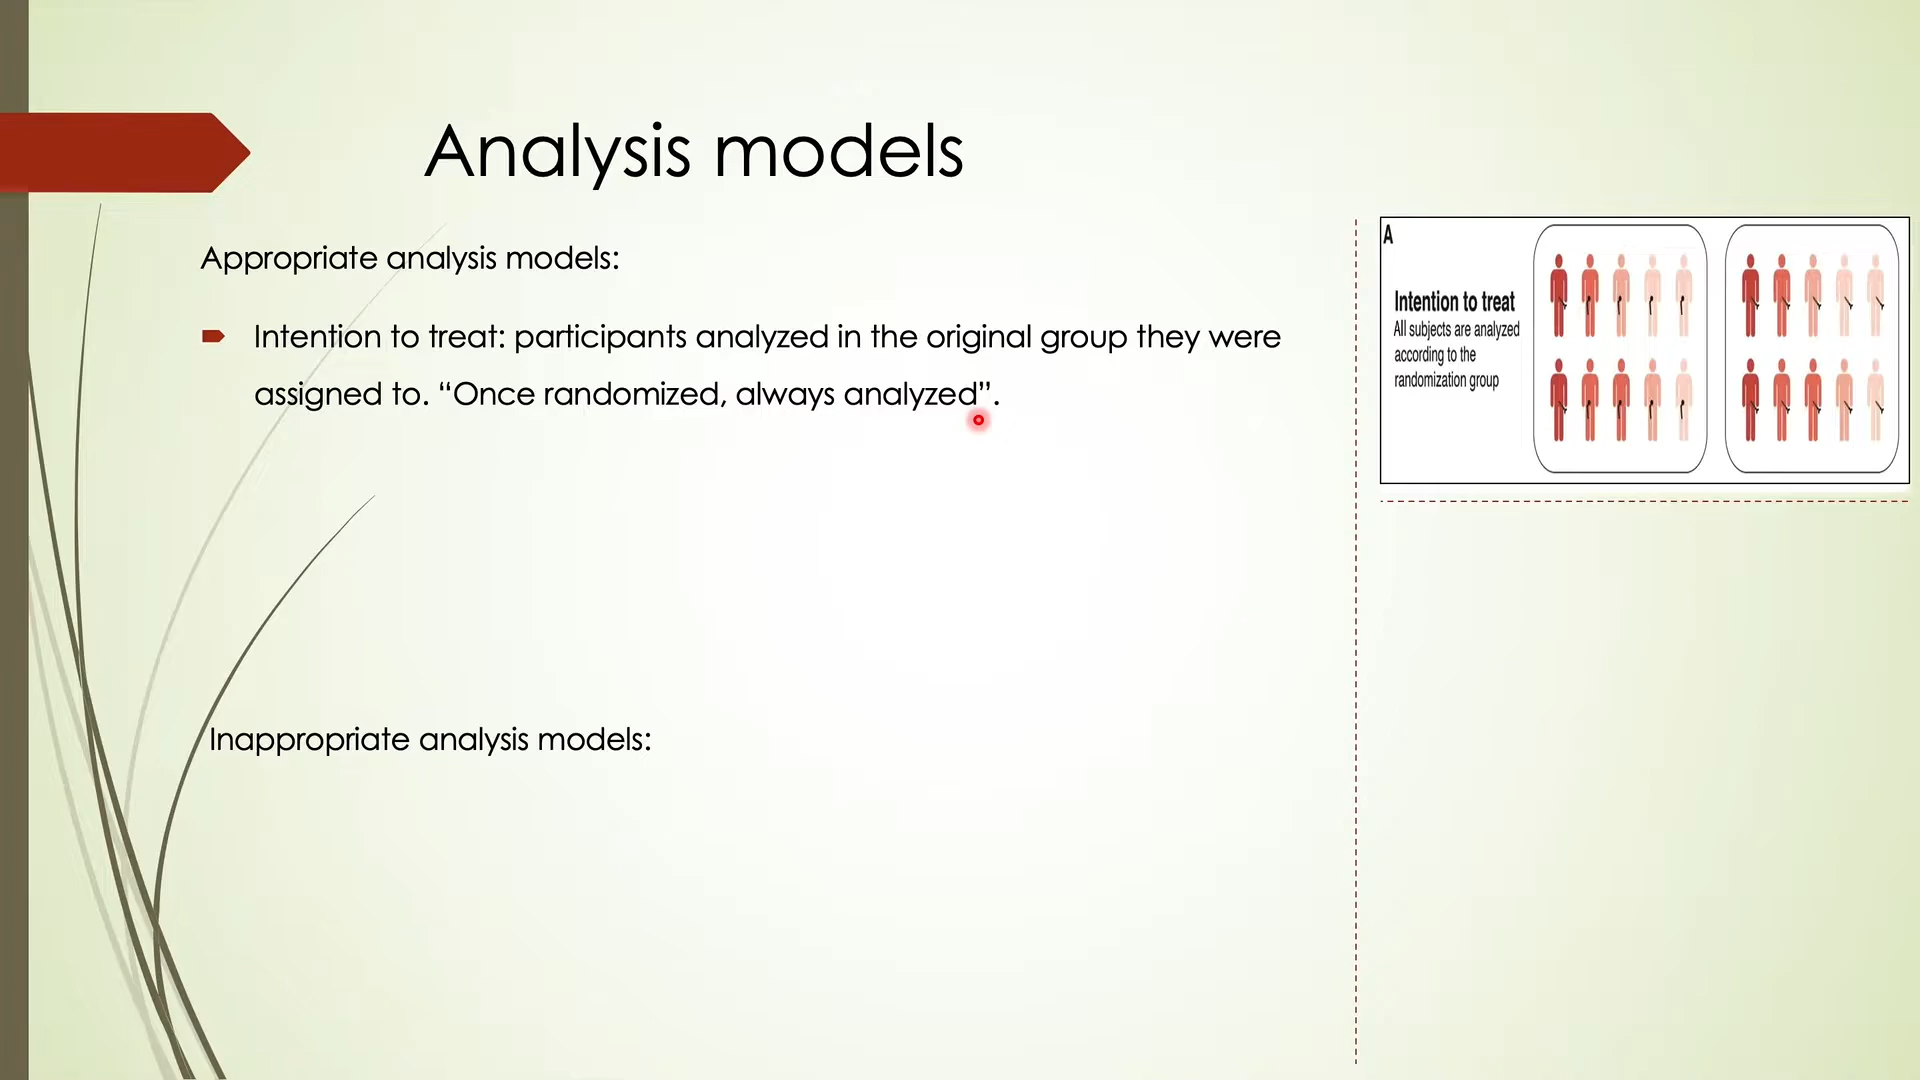 Analysis models
Appropriate analysis models:
Intention to treat: participants analyzed in the original group they were
assigned to. “Once randomized, always analyzed”.
Inappropriate analysis models:
A
Intention to treat
All subjects are analyzed
according to the
randomization group